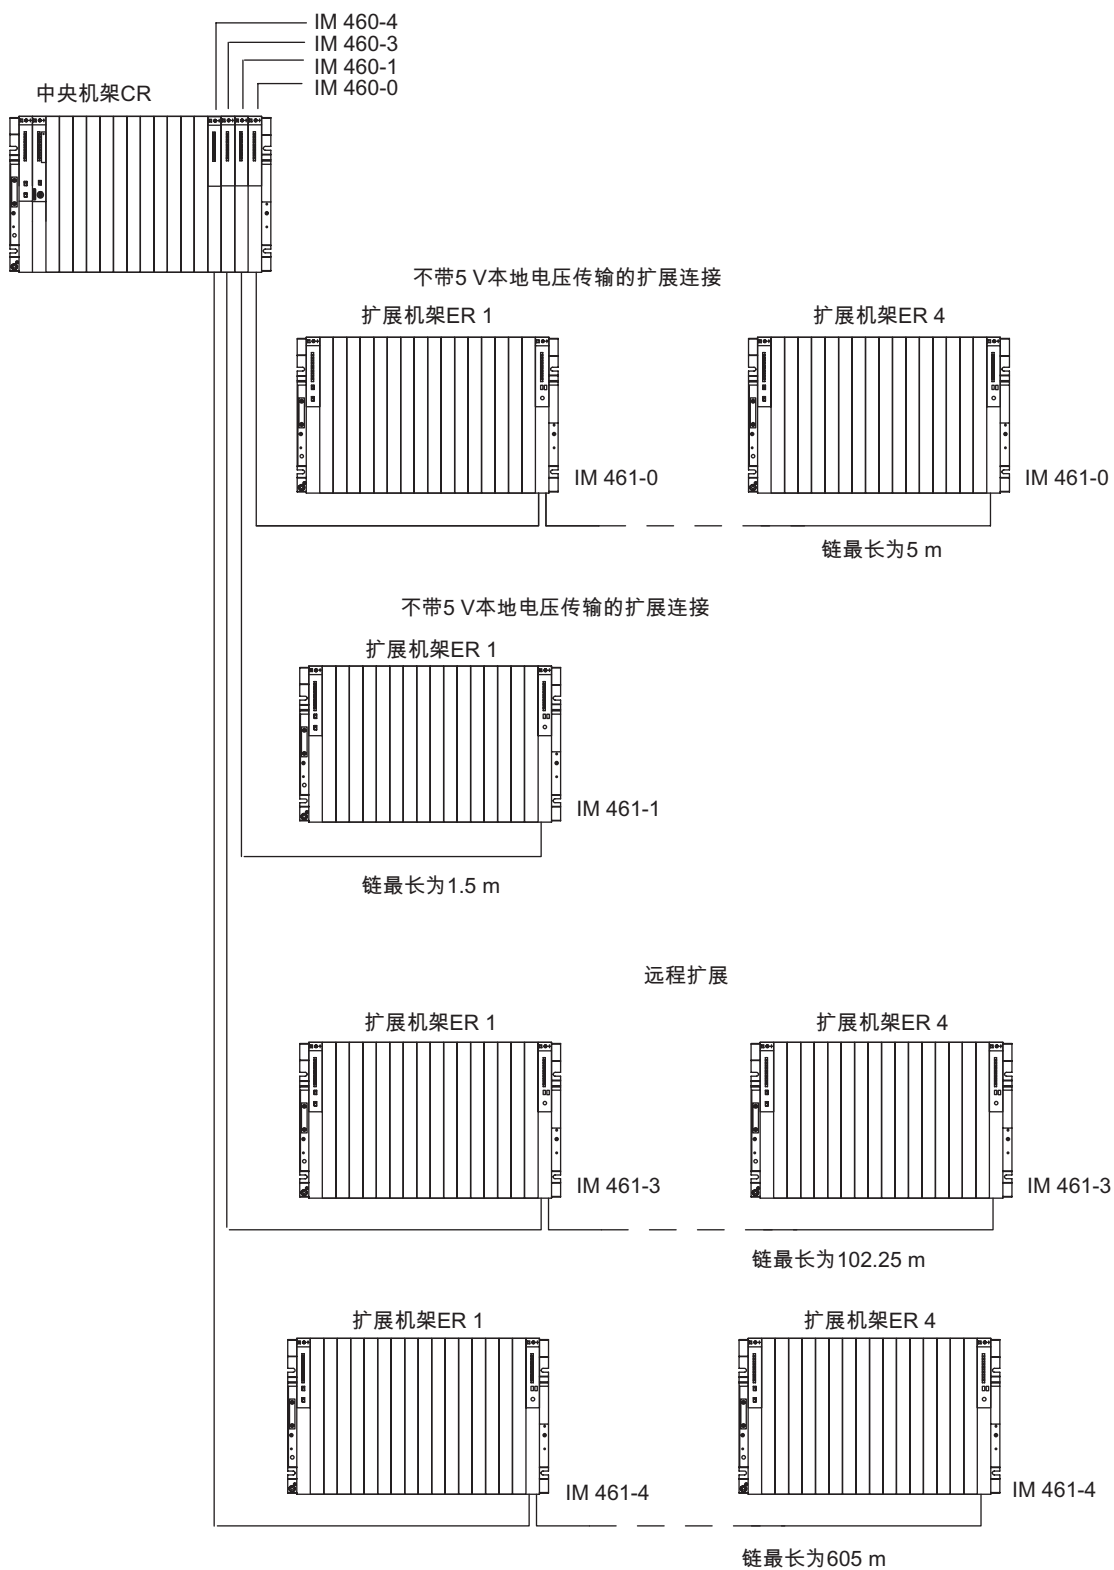 IM 460-4
IM 460-3
IM 460-1
IM 460-0
中央机架CR
不带5 V本地电压传输的扩展连接
扩展机架ER 1
扩展机架ER 4
IM 461-0
IM 461-0
链最长为5 m
不带5 V本地电压传输的扩展连接
扩展机架ER 1
IM 461-1
链最长为1.5 m
远程扩展
扩展机架ER 1
扩展机架ER 4
IM 461-3
IM 461-3
链最长为102.25 m
扩展机架ER 1
扩展机架ER 4
IM 461-4
IM 461-4
链最长为605 m